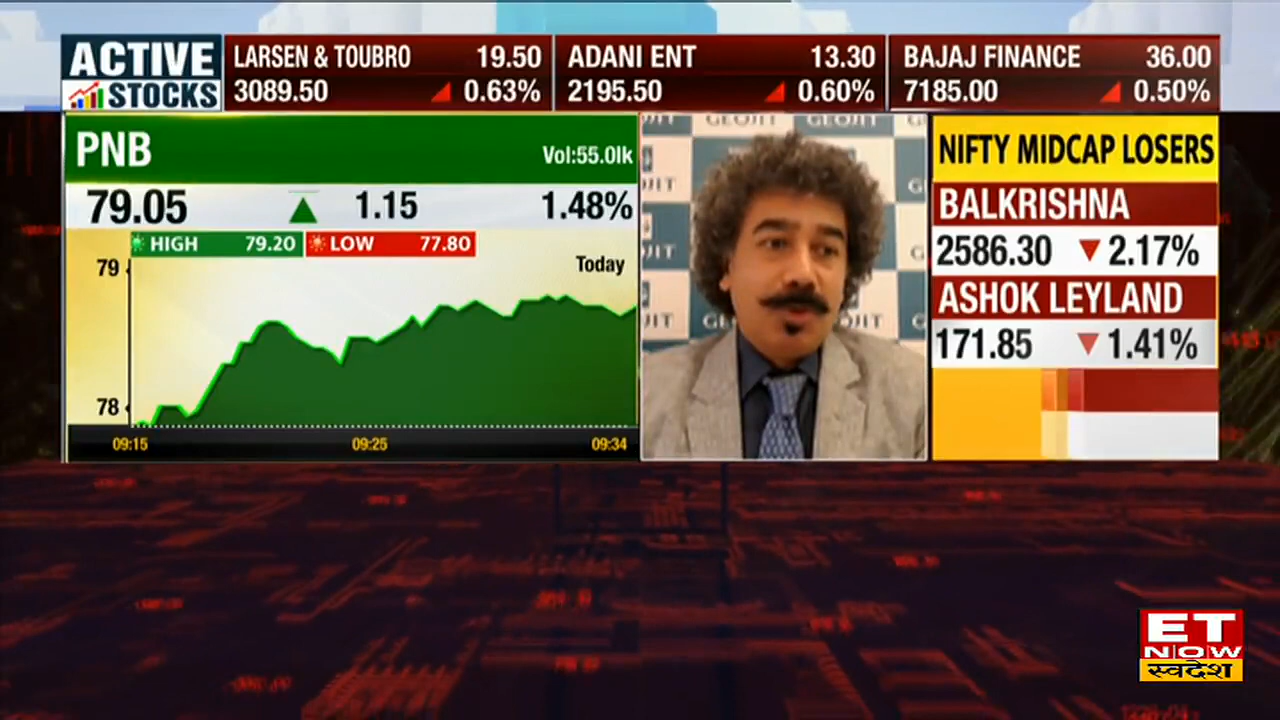 ACTIVE
STOCKS
LARSEN & TOUBRO 19.50
3089.50 0.63%
ADANI ENT 13.30
2195.50 0.60%
BAJAJ FINANCE 36.00
7185.00 0.50%
PNB Vol:55.0lk
79.05 1.15 1.48%
HIGH 79.20 LOW 77.80
Today
79
78
09:15 09:25 09:34
GEOJIT GEOJIT
NIFTY MIDCAP LOSERS
BALKRISHNA
2586.30 2.17%
ASHOK LEYLAND
171.85 1.41%
ET
NOW
स्वदेश